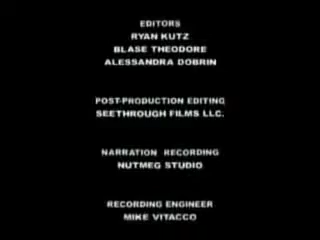 EDITORS
RYAN KUTZ
BLASE THEODORE
ALESSANDRA DOBRIN
POST-PRODUCTION EDITING
SEETHROUGH FILMS LLC.
NARRATION RECORDING
NUTMEG STUDIO
RECORDING ENGINEER
MIKE VITACCO